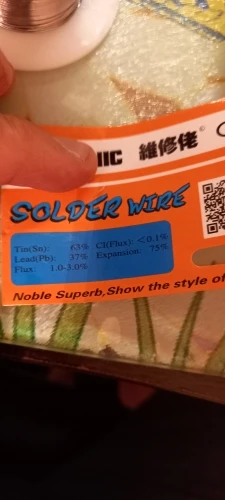 維修佬®
SOLDER WIRE
Tin(Sn): 63% Cl(Flux): <0.1%
Lead(Pb): 37% Expansion: 75%
Flux: 1.0-3.0%
Noble Superb,Show the style of